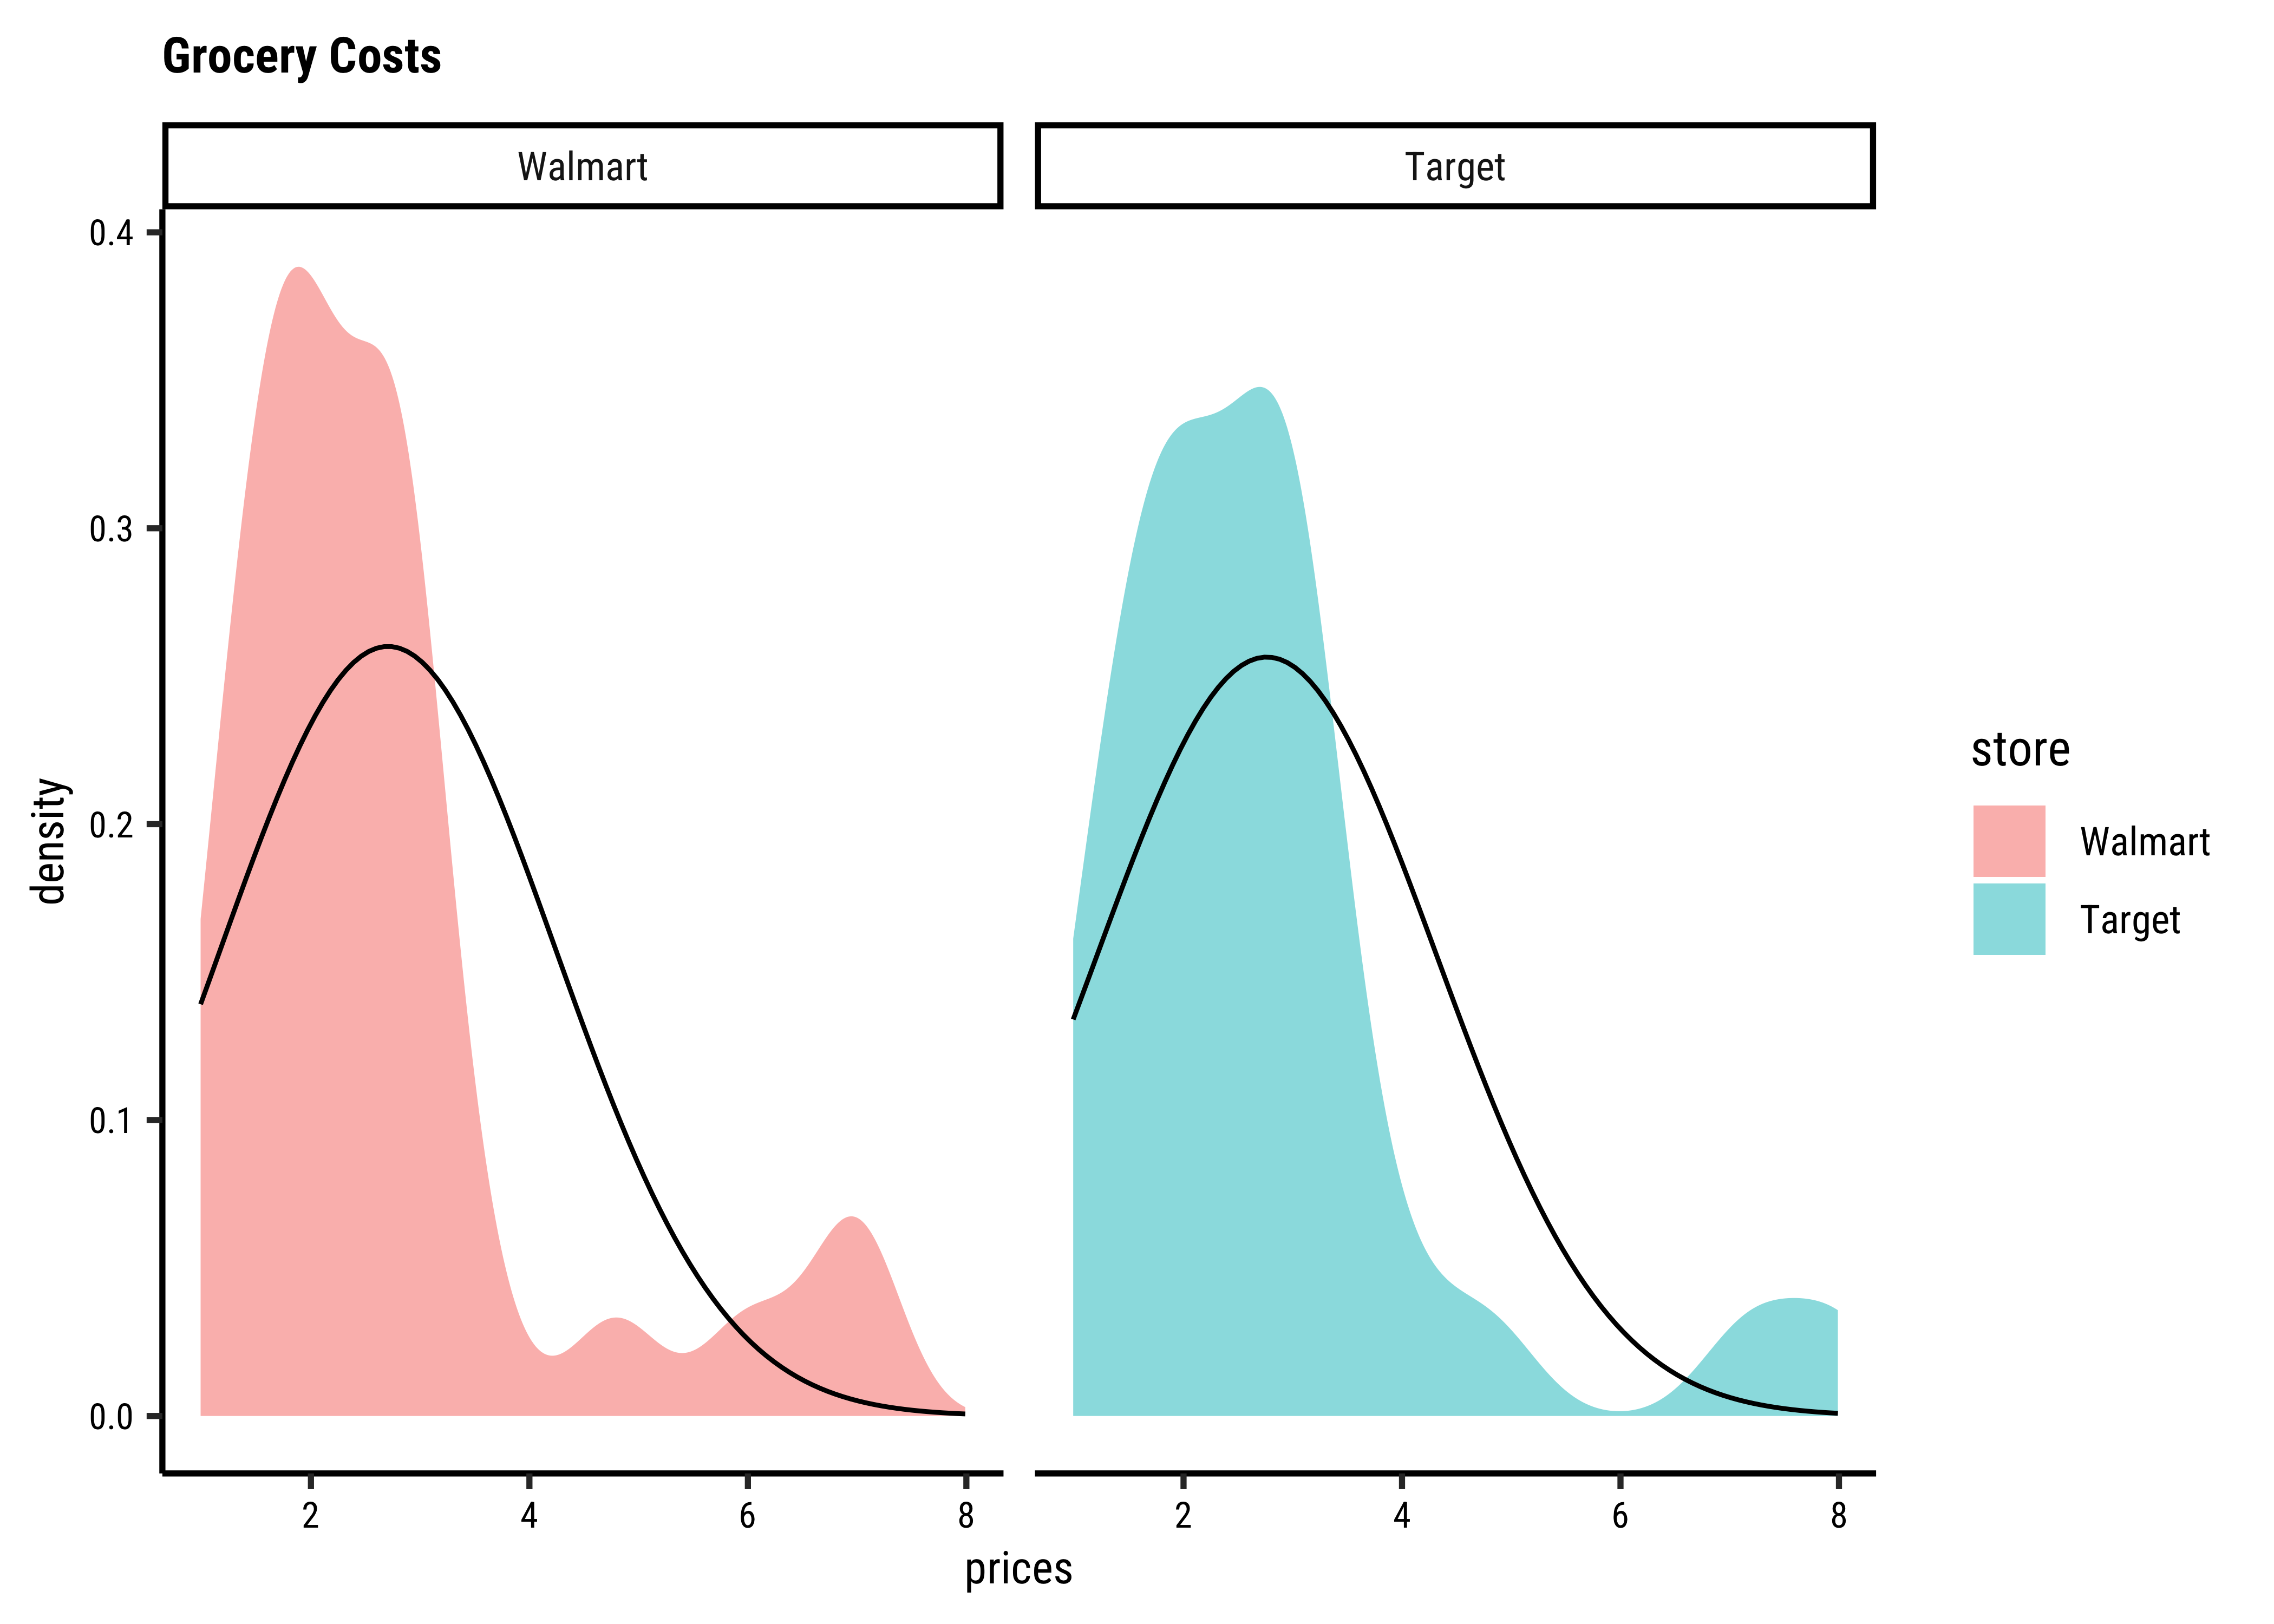 Grocery Costs
Walmart
Target
0.4
0.3
0.2
0.1
0.0
density
2 4 6 8
2 4 6 8
prices
store
Walmart
Target